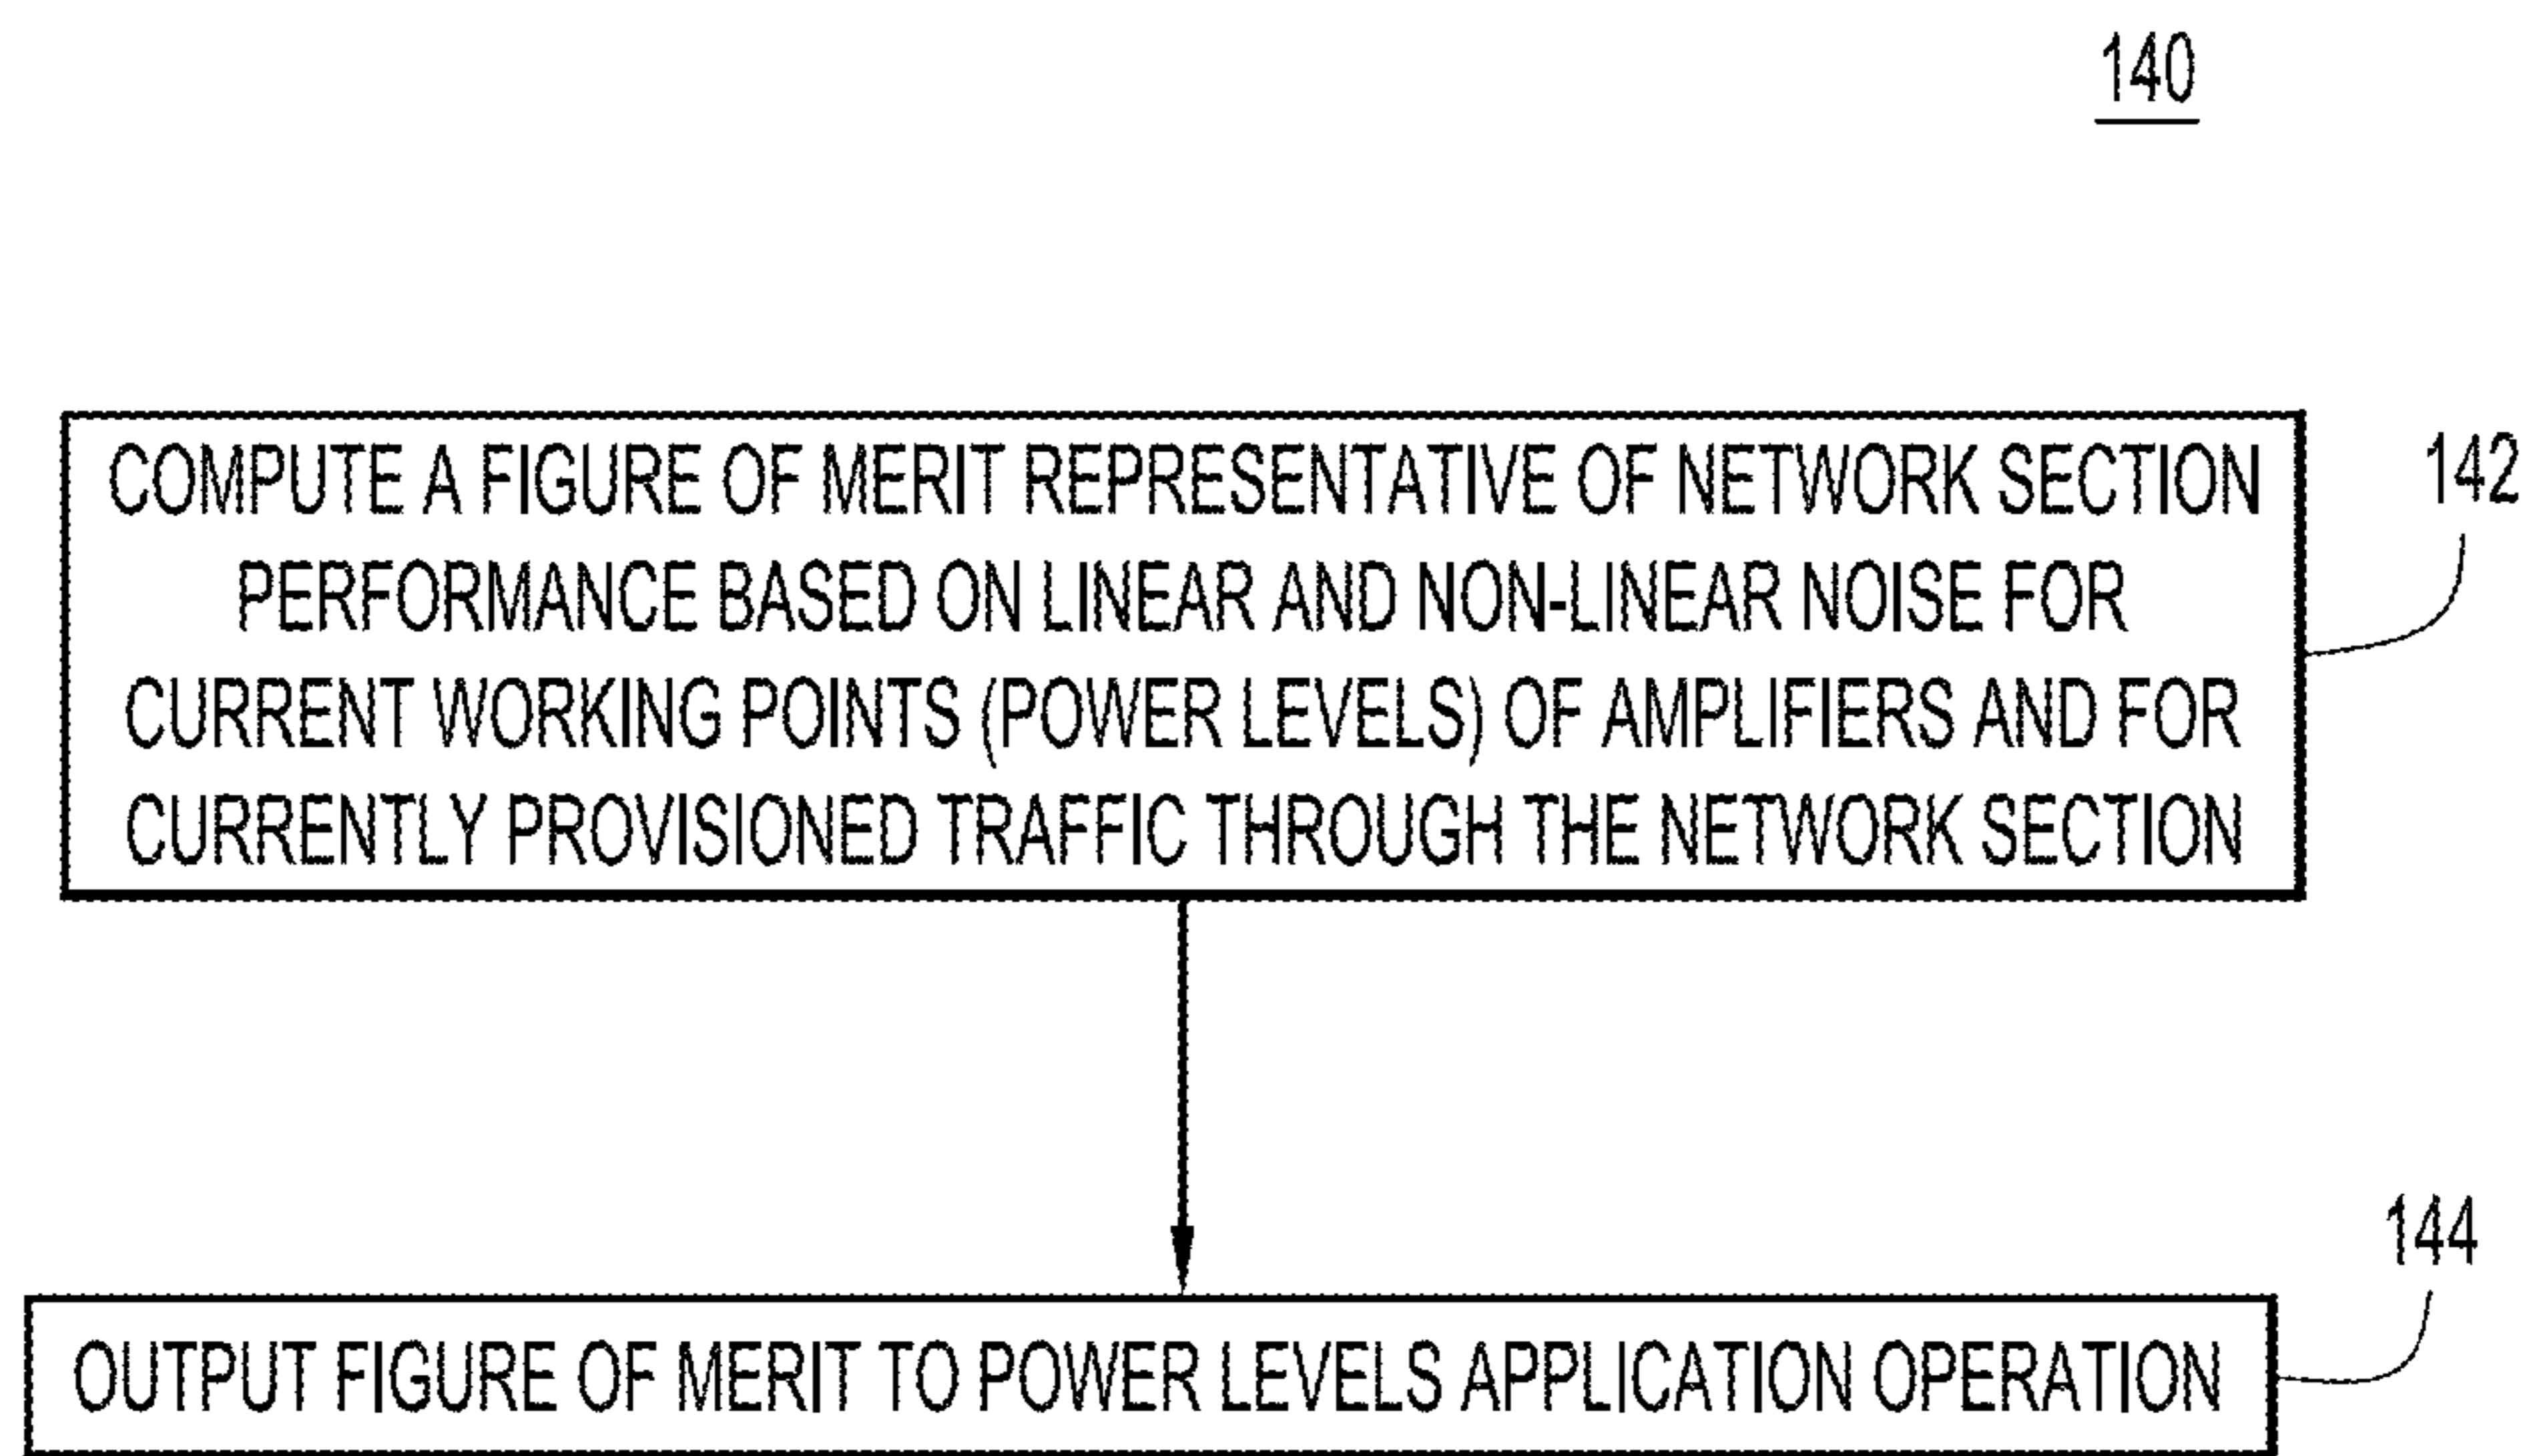 140
COMPUTE A FIGURE OF MERIT REPRESENTATIVE OF NETWORK SECTION
PERFORMANCE BASED ON LINEAR AND NON-LINEAR NOISE FOR
CURRENT WORKING POINTS (POWER LEVELS) OF AMPLIFIERS AND FOR
CURRENTLY PROVISIONED TRAFFIC THROUGH THE NETWORK SECTION
142
144
OUTPUT FIGURE OF MERIT TO POWER LEVELS APPLICATION OPERATION